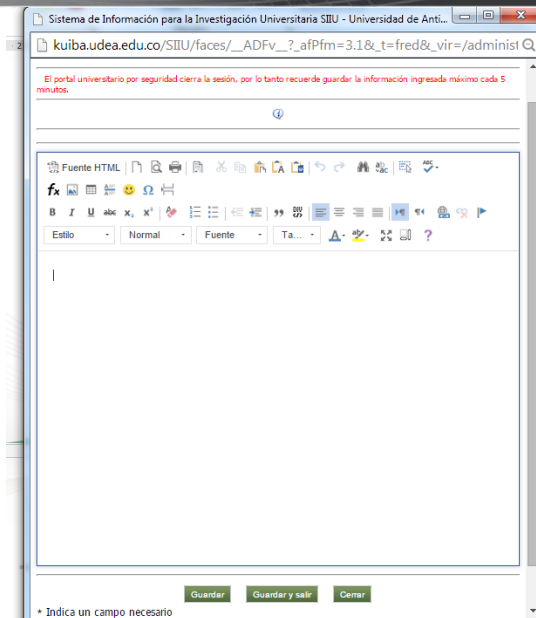 Sistema de Información para la Investigación Universitaria SIIU - Universidad de Anti...
kuiba.udea.edu.co/SIIU/faces/__ADFv__?_afPfm=3.1&_t=fred&_vir=/administ
El portal universitario por seguridad cierra la sesión, por lo tanto recuerde guardar la información ingresada máximo cada 5
minutos.
Fuente HTML
B I U abc x, x²
Estilo Normal Fuente Ta... A ab ?
Guardar Guardar y salir Cerrar
* Indica un campo necesario